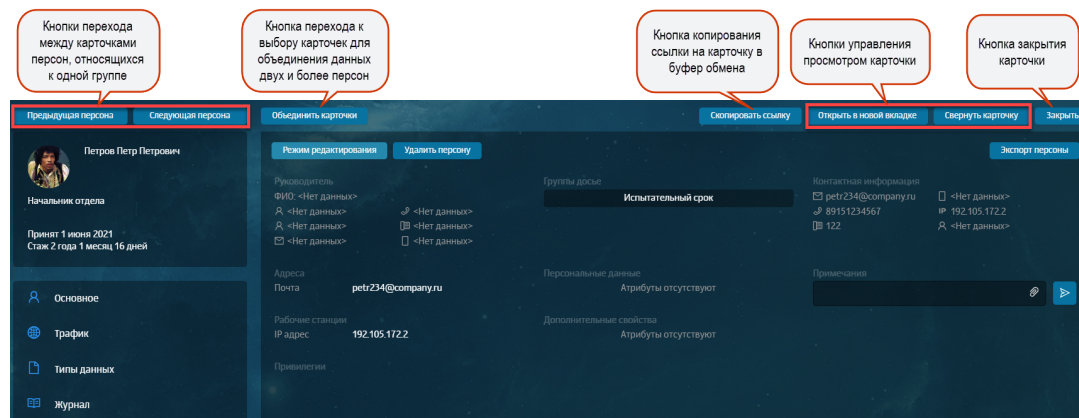 Кнопки перехода
между карточками
персон, относящихся
к одной группе
Кнопка перехода к
выбору карточек для
объединения данных
двух и более персон
Кнопка копирования
ссылки на карточку в
буфер обмена
Кнопки управления
просмотром карточки
Кнопка закрытия
карточки
Предыдущая персона Следующая персона Объединить карточки Скопировать ссылку Открыть в новой вкладке Свернуть карточку Закрыть
Петров Петр Петрович
Начальник отдела
Принят 1 июня 2021
Стаж 2 года 1 месяц 16 дней
Основное
Трафик
Типы данных
Журнал
Режим редактирования Удалить персону Экспорт персоны
Руководитель
ФИО: <Нет данных>
<Нет данных> <Нет данных>
<Нет данных> <Нет данных>
<Нет данных> <Нет данных>
Группы досье
Испытательный срок
Контактная информация
petr234@company.ru <Нет данных>
89151234567 IP 192.105.172.2
122 <Нет данных>
Адреса
Почта petr234@company.ru
Персональные данные
Атрибуты отсутствуют
Примечания
Рабочие станции
IP адрес 192.105.172.2
Дополнительные свойства
Атрибуты отсутствуют
Привилегии